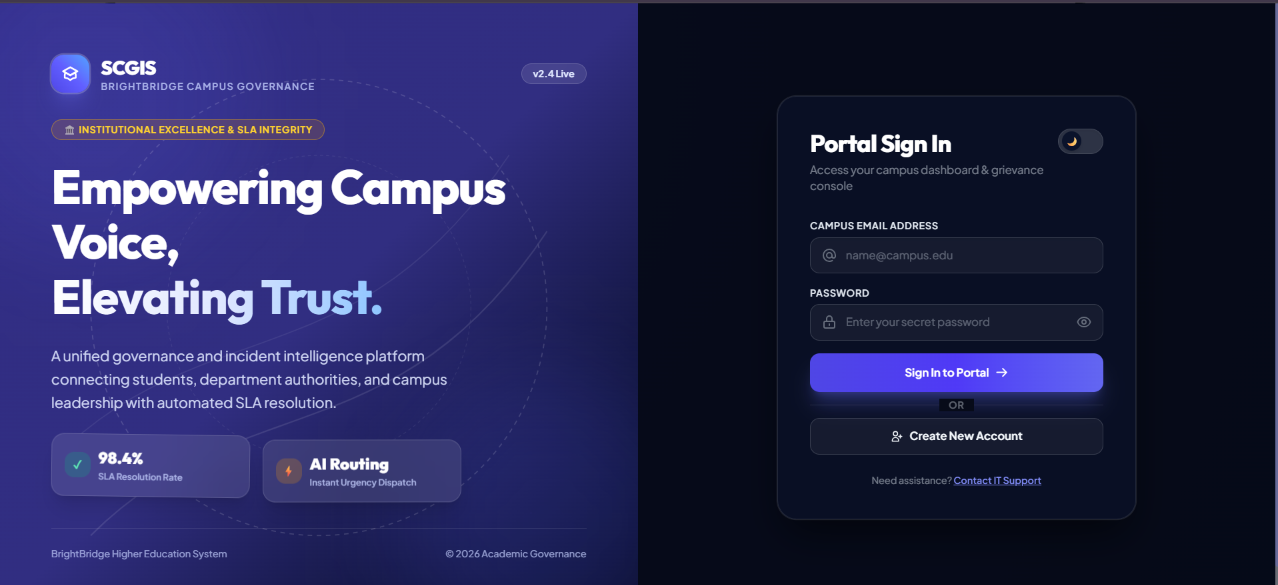 SCGIS
BRIGHTBRIDGE CAMPUS GOVERNANCE
v2.4 Live
🏛 INSTITUTIONAL EXCELLENCE & SLA INTEGRITY
Empowering Campus
Voice,
Elevating Trust.
A unified governance and incident intelligence platform
connecting students, department authorities, and campus
leadership with automated SLA resolution.
✓ 98.4%
SLA Resolution Rate
AI Routing
Instant Urgency Dispatch
BrightBridge Higher Education System
© 2026 Academic Governance
Portal Sign In
Access your campus dashboard & grievance
console
CAMPUS EMAIL ADDRESS
name@campus.edu
PASSWORD
Enter your secret password
Sign In to Portal →
OR
Create New Account
Need assistance? Contact IT Support